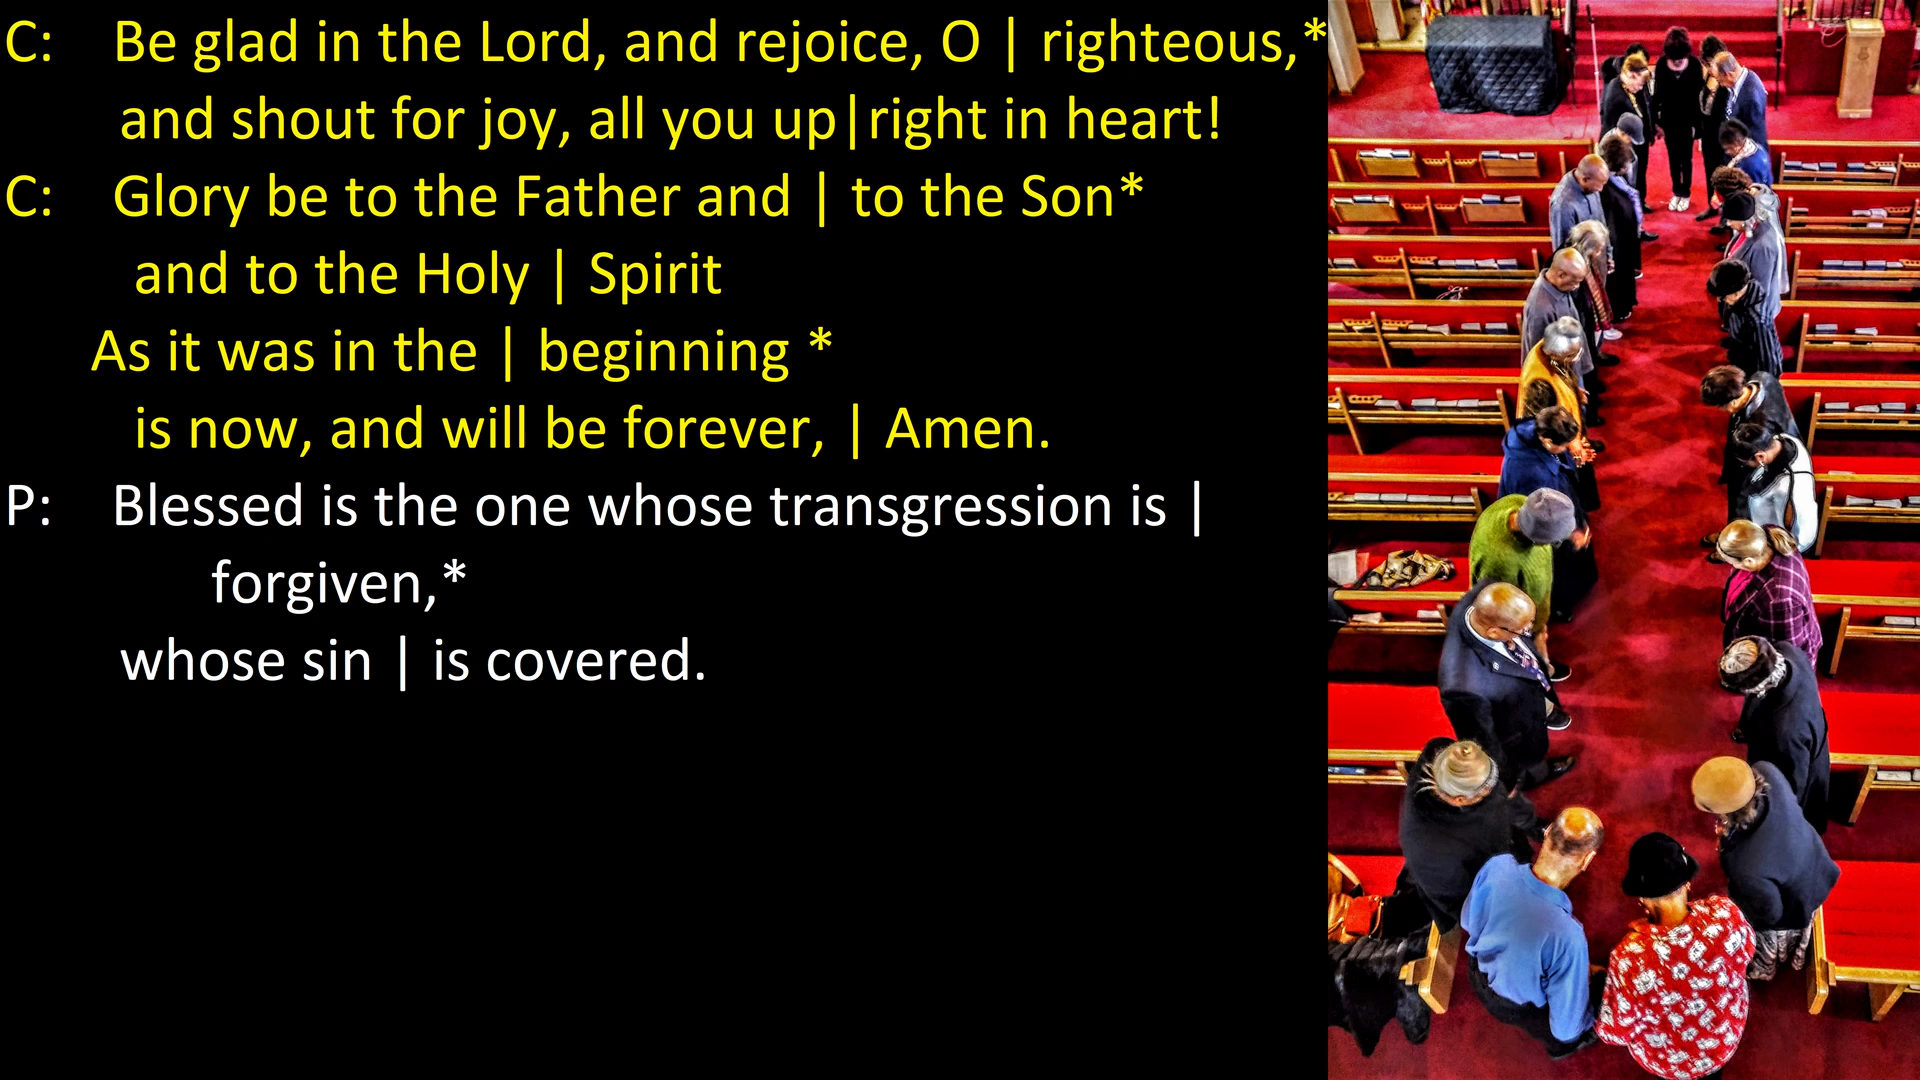 C: Be glad in the Lord, and rejoice, O | righteous,*
and shout for joy, all you up|right in heart!
C: Glory be to the Father and | to the Son*
and to the Holy | Spirit
As it was in the | beginning *
is now, and will be forever, | Amen.
P: Blessed is the one whose transgression is |
forgiven,*
whose sin | is covered.